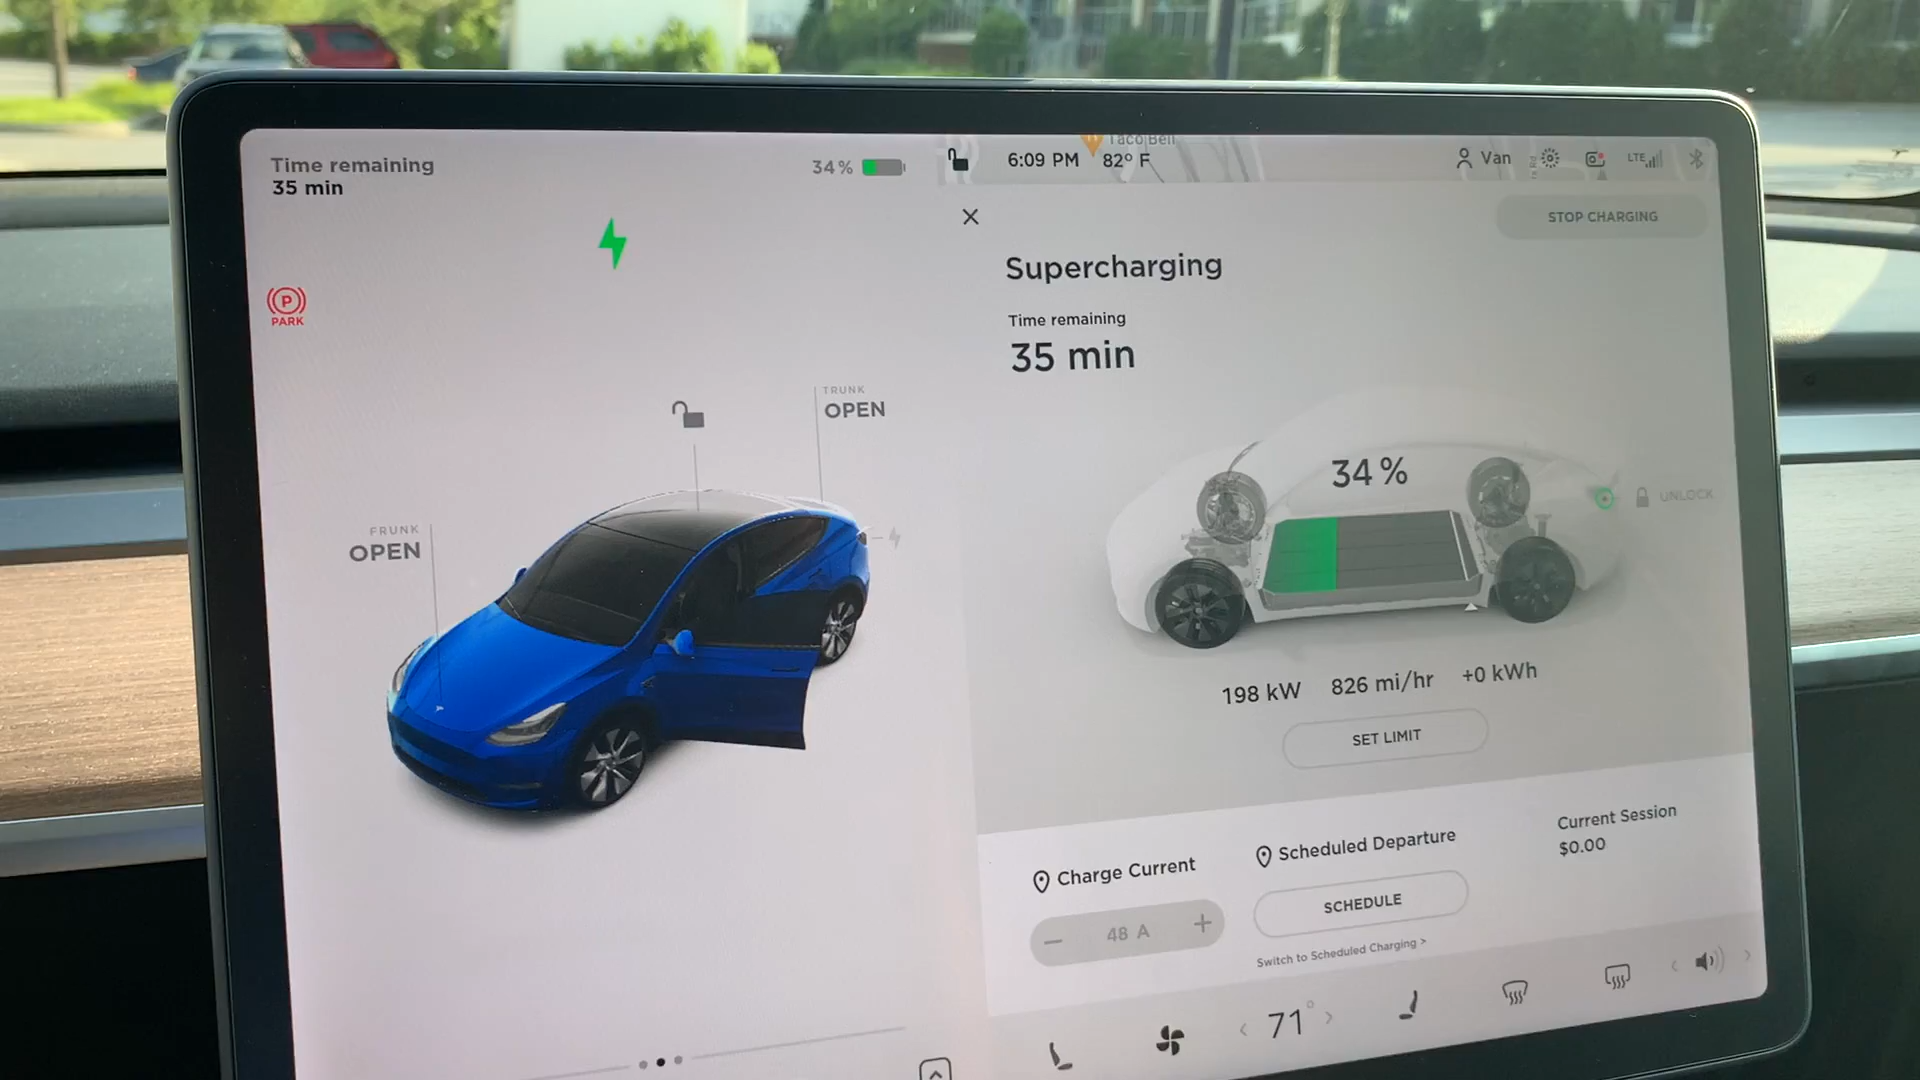 Time remaining
35 min
34%
P
PARK
TRUNK
OPEN
FRUNK
OPEN
Taco Bell
6:09 PM
82° F
Van
LTE
STOP CHARGING
Supercharging
Time remaining
35 min
34%
UNLOCK
198 kW
826 mi/hr
+0 kWh
SET LIMIT
Charge Current
48 A
Scheduled Departure
SCHEDULE
Switch to Scheduled Charging >
Current Session
$0.00
71°